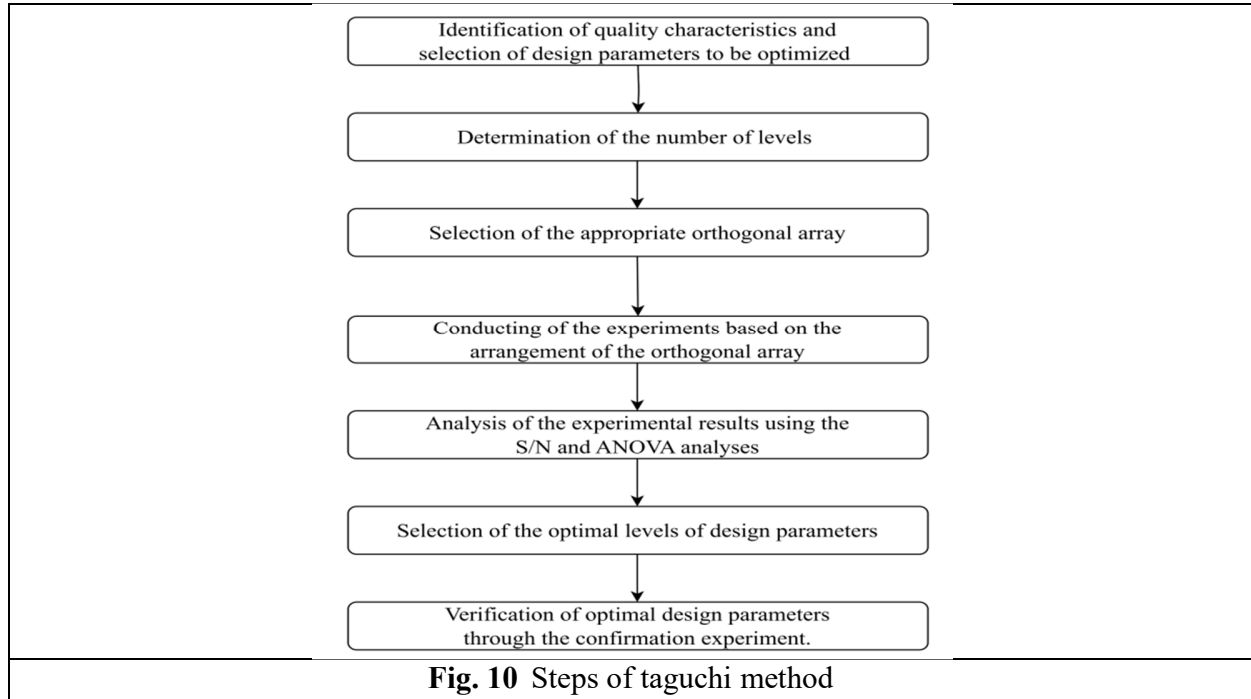 Identification of quality characteristics and
selection of design parameters to be optimized
Determination of the number of levels
Selection of the appropriate orthogonal array
Conducting of the experiments based on the
arrangement of the orthogonal array
Analysis of the experimental results using the
S/N and ANOVA analyses
Selection of the optimal levels of design parameters
Verification of optimal design parameters
through the confirmation experiment.
Fig. 10 Steps of taguchi method